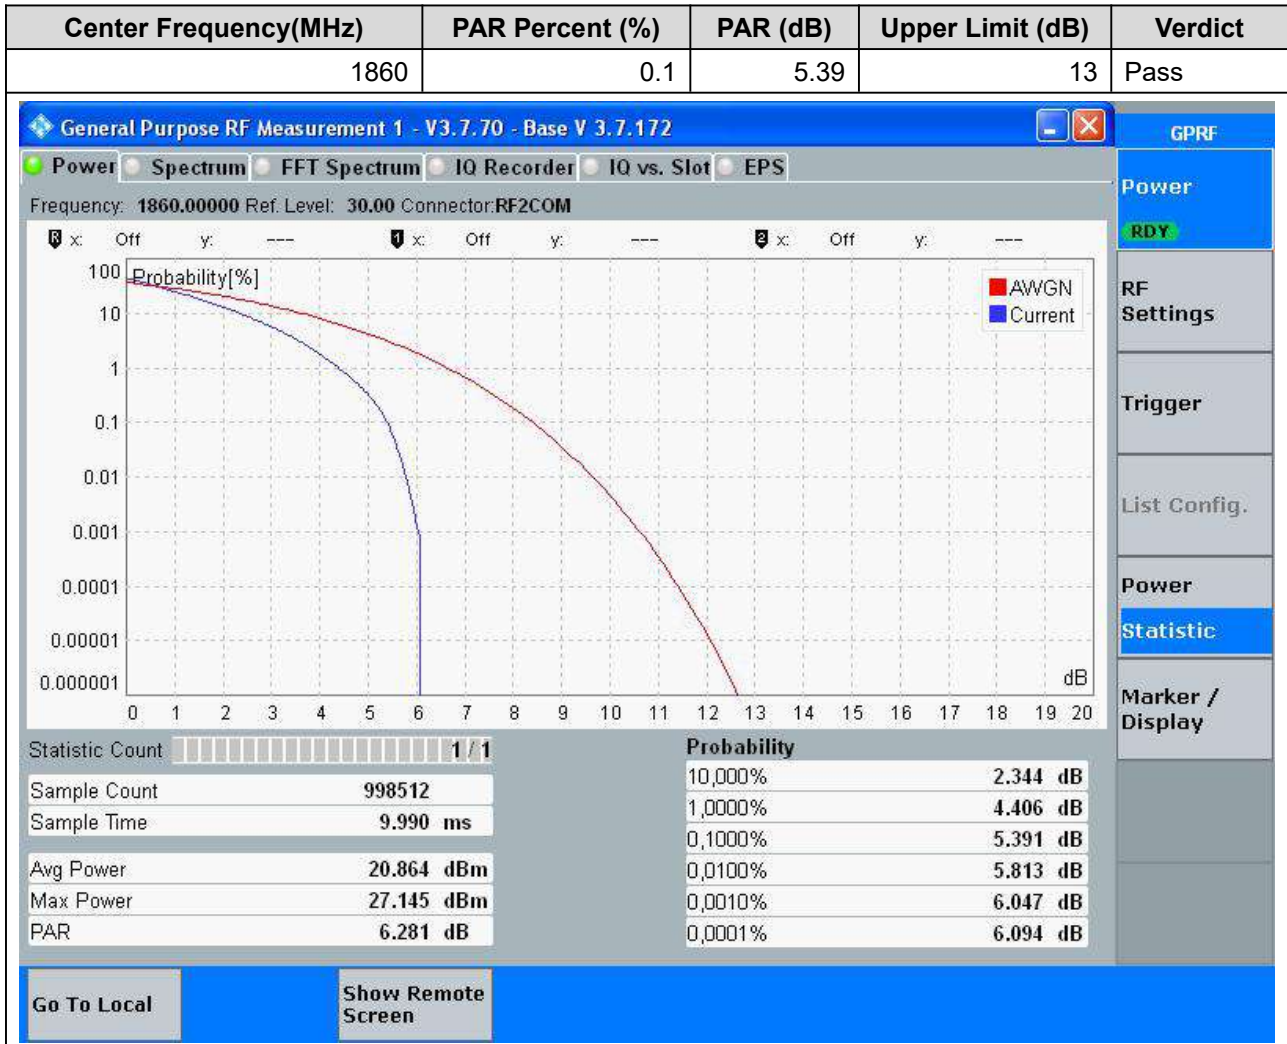 Center Frequency(MHz) PAR Percent (%) PAR (dB) Upper Limit (dB) Verdict
1860 0.1 5.39 13 Pass
General Purpose RF Measurement 1 - V3.7.70 - Base V 3.7.172
GPRF
Power Spectrum FFT Spectrum IQ Recorder IQ vs. Slot EPS
Power
RDY
Frequency: 1860.00000 Ref. Level: 30.00 Connector:RF2COM
R x: Off y: --- 1 x: Off y: --- 2 x: Off y: ---
Probability[%]
AWGN
Current
100
10
1
0.1
0.01
0.001
0.0001
0.00001
0.000001
dB
0 1 2 3 4 5 6 7 8 9 10 11 12 13 14 15 16 17 18 19 20
RF
Settings
Trigger
List Config.
Power
Statistic
Marker /
Display
Statistic Count 1 / 1
Sample Count 998512
Sample Time 9.990 ms
Avg Power 20.864 dBm
Max Power 27.145 dBm
PAR 6.281 dB
Probability
10,000% 2.344 dB
1,0000% 4.406 dB
0,1000% 5.391 dB
0,0100% 5.813 dB
0,0010% 6.047 dB
0,0001% 6.094 dB
Go To Local
Show Remote
Screen